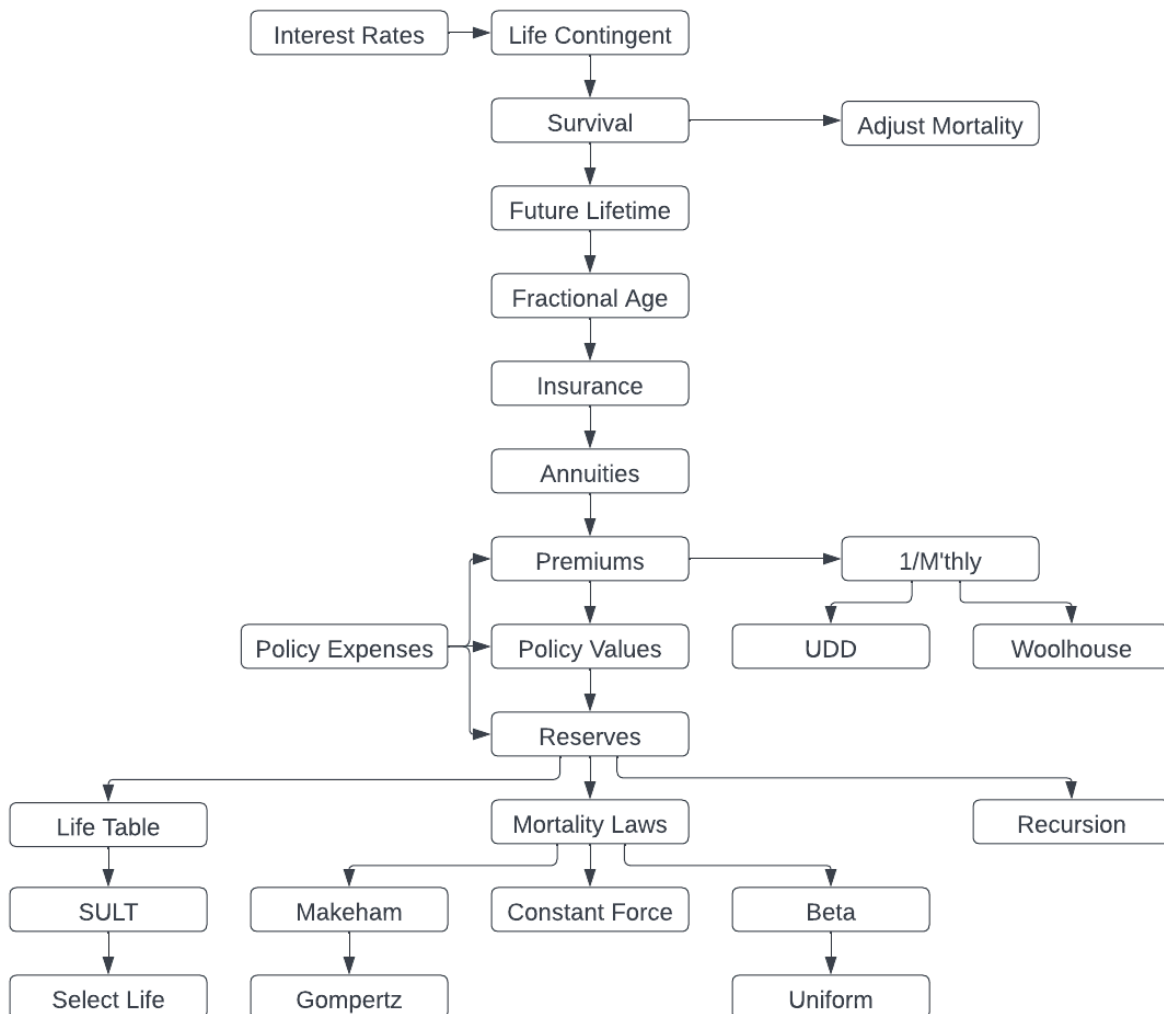 Interest Rates
Life Contingent
Survival
Adjust Mortality
Future Lifetime
Fractional Age
Insurance
Annuities
Premiums
1/M'thly
Policy Expenses
Policy Values
UDD
Woolhouse
Reserves
Life Table
Mortality Laws
Recursion
SULT
Makeham
Constant Force
Beta
Select Life
Gompertz
Uniform